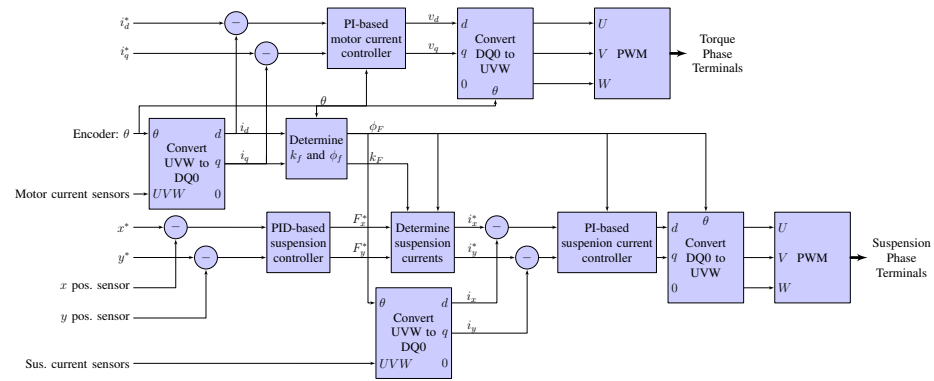 i_d^*
−
PI-based
motor current
controller
v_d
v_q
d
q
0
Convert
DQ0 to
UVW
θ
U
V
W
PWM
Torque
Phase
Terminals
i_q^*
−
θ
Encoder: θ
θ
d
Convert
UVW to
DQ0
q
UVW
0
i_d
i_q
Determine
k_f and ϕ_f
ϕ_F
k_F
Motor current sensors
x^*
−
y^*
−
PID-based
suspension
controller
F_x^*
F_y^*
Determine
suspension
currents
i_x^*
−
i_y^*
−
PI-based
suspenion current
controller
θ
d
q
0
Convert
DQ0 to
UVW
U
V
W
PWM
Suspension
Phase
Terminals
x pos. sensor
y pos. sensor
θ
d
Convert
UVW to
DQ0
q
UVW
0
i_x
i_y
Sus. current sensors